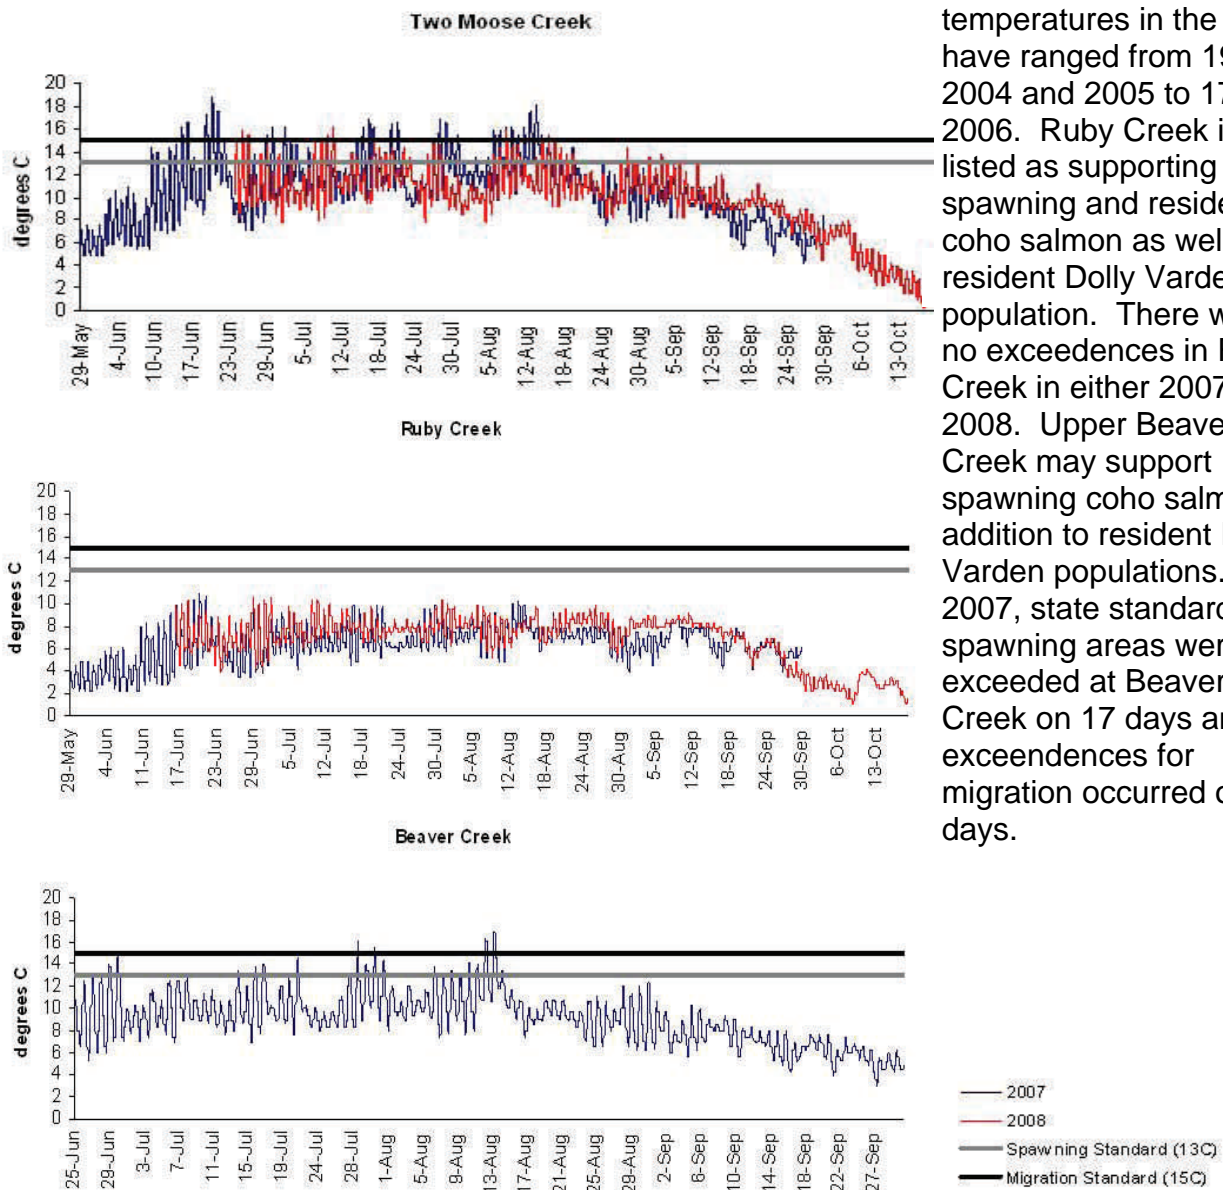 Two Moose Creek
degrees C
20
18
16
14
12
10
8
6
4
2
0
29-May
4-Jun
10-Jun
17-Jun
23-Jun
29-Jun
5-Jul
12-Jul
18-Jul
24-Jul
30-Jul
5-Aug
12-Aug
18-Aug
24-Aug
30-Aug
5-Sep
12-Sep
18-Sep
24-Sep
30-Sep
6-Oct
13-Oct
Ruby Creek
degrees C
20
18
16
14
12
10
8
6
4
2
0
29-May
4-Jun
11-Jun
17-Jun
23-Jun
29-Jun
5-Jul
12-Jul
18-Jul
24-Jul
30-Jul
5-Aug
12-Aug
18-Aug
24-Aug
30-Aug
5-Sep
12-Sep
18-Sep
24-Sep
30-Sep
6-Oct
13-Oct
Beaver Creek
degrees C
20
18
16
14
12
10
8
6
4
2
0
25-Jun
29-Jun
3-Jul
7-Jul
11-Jul
15-Jul
19-Jul
24-Jul
28-Jul
1-Aug
5-Aug
9-Aug
13-Aug
17-Aug
21-Aug
25-Aug
29-Aug
2-Sep
6-Sep
10-Sep
14-Sep
18-Sep
22-Sep
27-Sep
temperatures in the
have ranged from 19
2004 and 2005 to 17
2006. Ruby Creek i
listed as supporting
spawning and reside
coho salmon as wel
resident Dolly Varde
population. There w
no exceedences in
Creek in either 2007
2008. Upper Beave
Creek may support
spawning coho salm
addition to resident
Varden populations.
2007, state standard
spawning areas wer
exceeded at Beaver
Creek on 17 days a
exceendences for
migration occurred
days.
2007
2008
Spawning Standard (13C)
Migration Standard (15C)